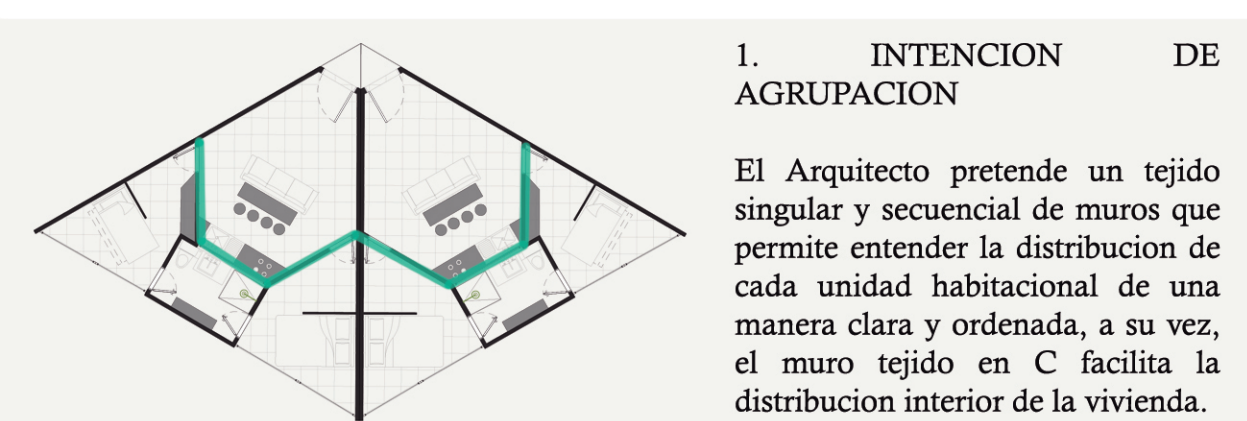 1. INTENCION DE
AGRUPACION
El Arquitecto pretende un tejido
singular y secuencial de muros que
permite entender la distribucion de
cada unidad habitacional de una
manera clara y ordenada, a su vez,
el muro tejido en C facilita la
distribucion interior de la vivienda.